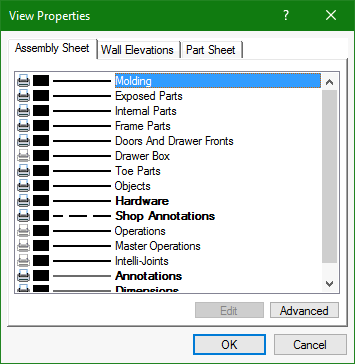 View Properties ?
Assembly Sheet Wall Elevations Part Sheet
Molding
Exposed Parts
Internal Parts
Frame Parts
Doors And Drawer Fronts
Drawer Box
Toe Parts
Objects
Hardware
Shop Annotations
Operations
Master Operations
Intelli-Joints
Annotations
Dimensions
Edit Advanced
OK Cancel